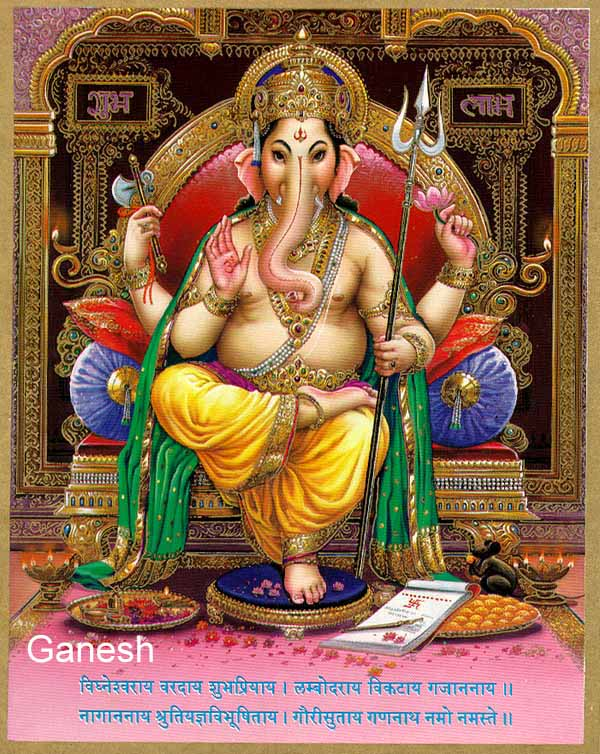 शुभ लाभ
Ganesh
विघ्नेश्वराय वरदाय शुभप्रियाय । लम्बोदराय विकटाय गजाननाय ॥
नागाननाय श्रुतियज्ञविभूषिताय । गौरीसुताय गणनाथ नमो नमस्ते ॥